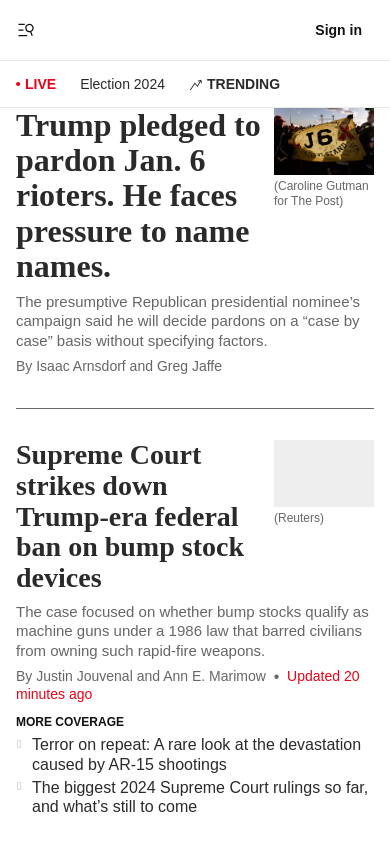 Sign in
LIVE
Election 2024
TRENDING
Trump pledged to
pardon Jan. 6
rioters. He faces
pressure to name
names.
J6
(Caroline Gutman
for The Post)
The presumptive Republican presidential nominee’s
campaign said he will decide pardons on a “case by
case” basis without specifying factors.
By Isaac Arnsdorf and Greg Jaffe
Supreme Court
strikes down
Trump-era federal
ban on bump stock
devices
(Reuters)
The case focused on whether bump stocks qualify as
machine guns under a 1986 law that barred civilians
from owning such rapid-fire weapons.
By Justin Jouvenal and Ann E. Marimow • Updated 20
minutes ago
MORE COVERAGE
Terror on repeat: A rare look at the devastation
caused by AR-15 shootings
The biggest 2024 Supreme Court rulings so far,
and what’s still to come